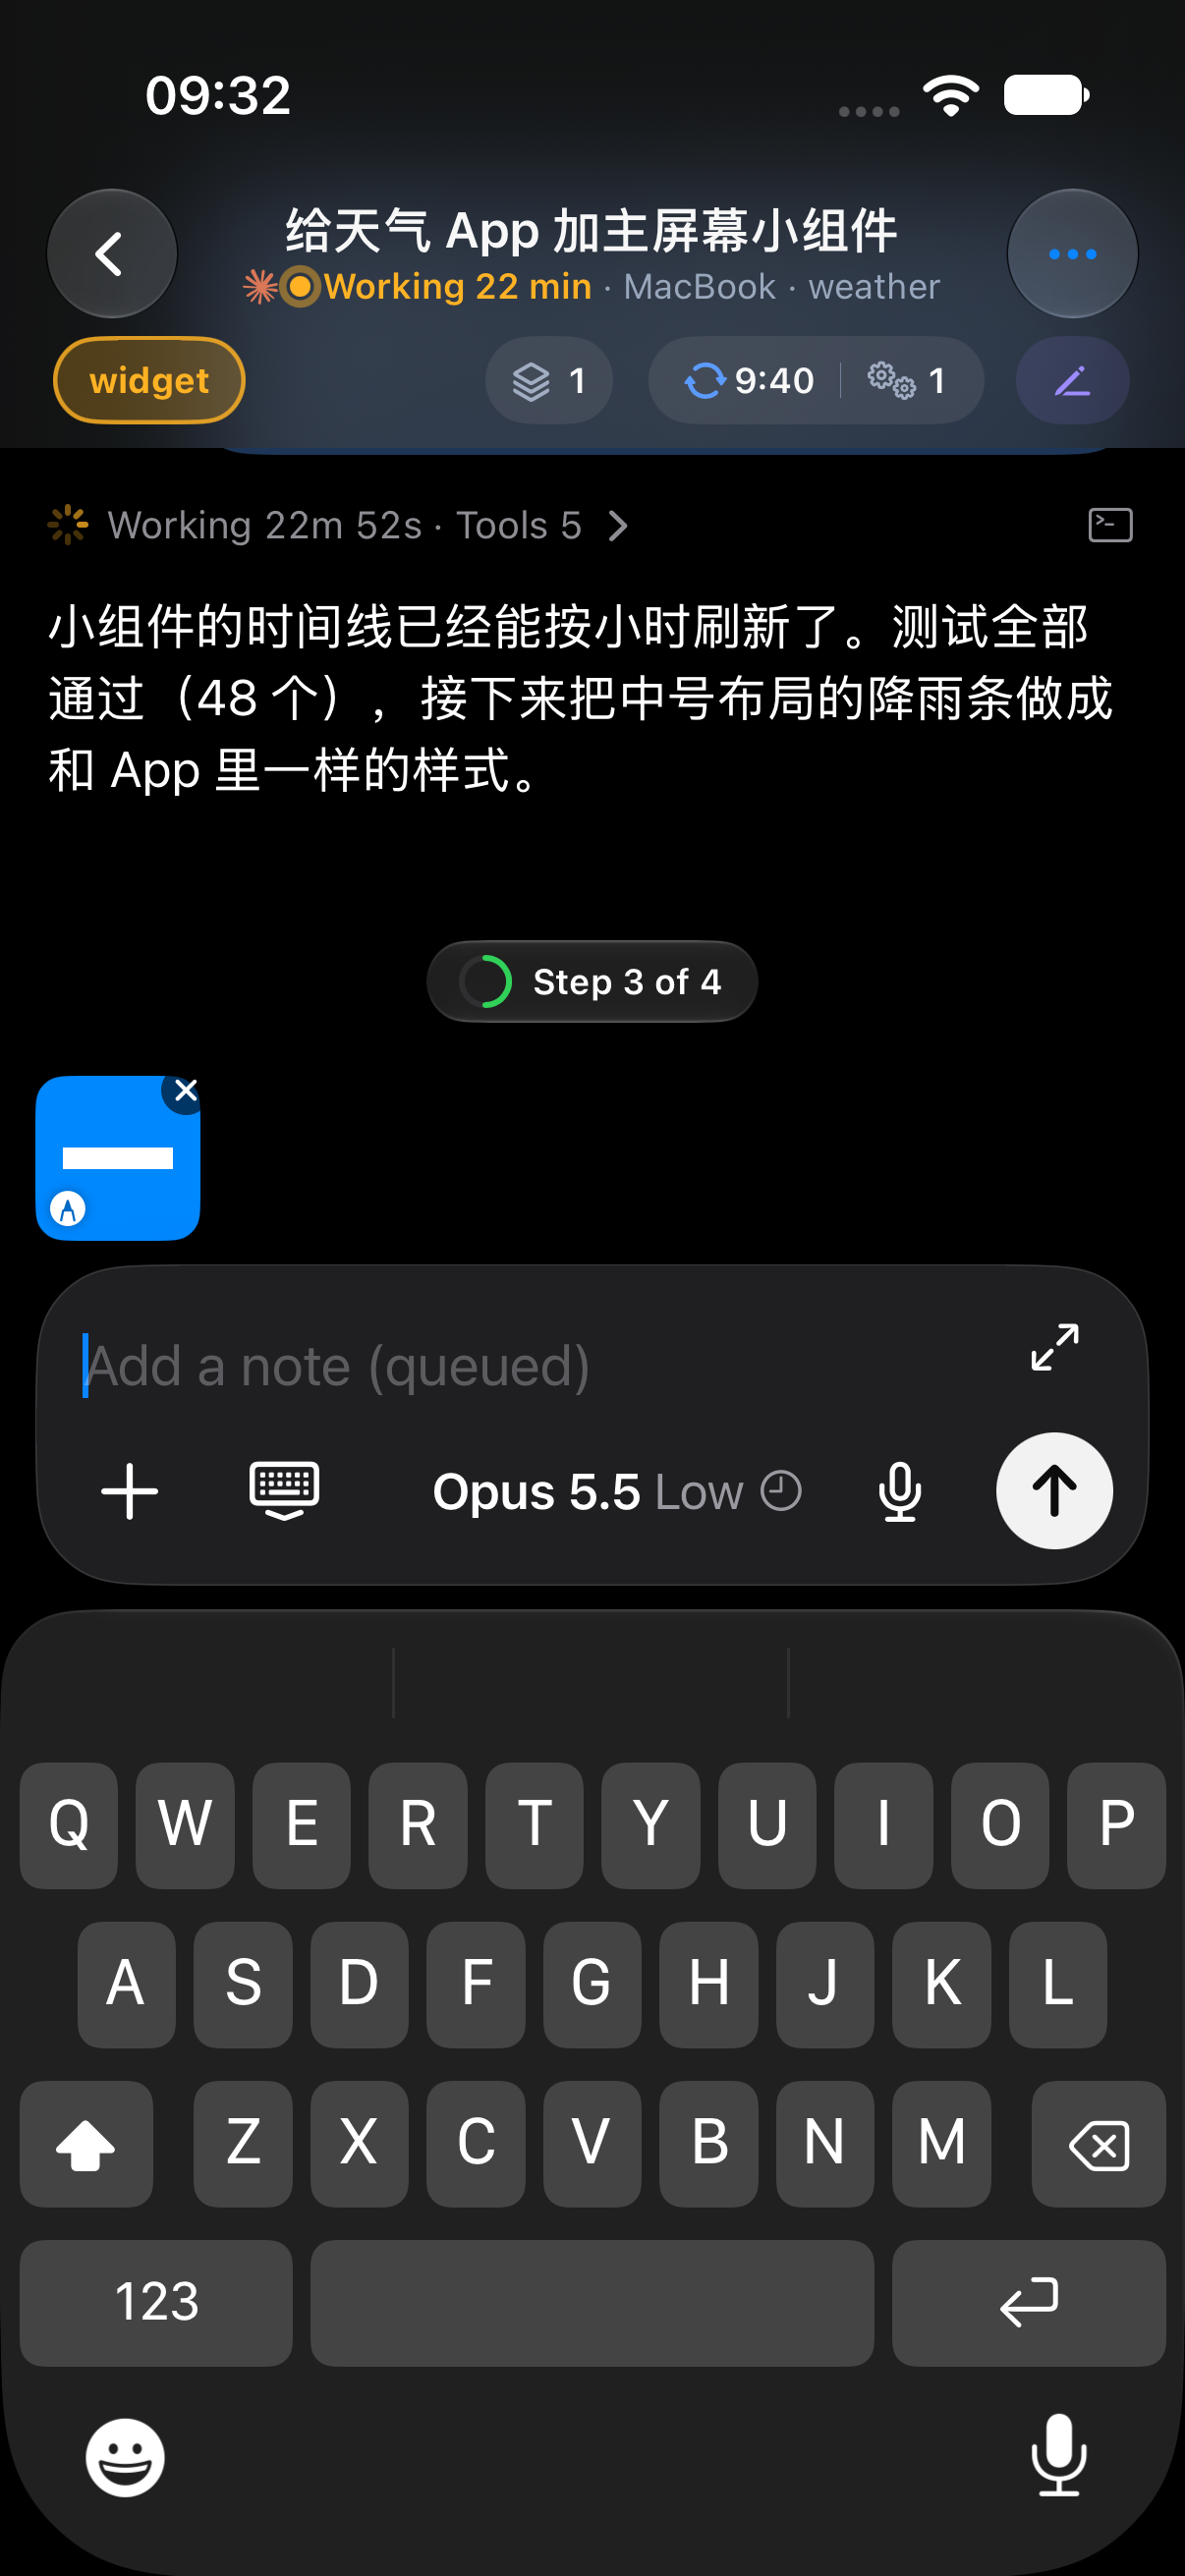 09:32
给天气 App 加主屏幕小组件
Working 22 min · MacBook · weather
widget
1
9:40
1
Working 22m 52s · Tools 5
小组件的时间线已经能按小时刷新了。测试全部
通过（48 个），接下来把中号布局的降雨条做成
和 App 里一样的样式。
Step 3 of 4
Add a note (queued)
Opus 5.5 Low
Q W E R T Y U I O P
A S D F G H J K L
Z X C V B N M
123